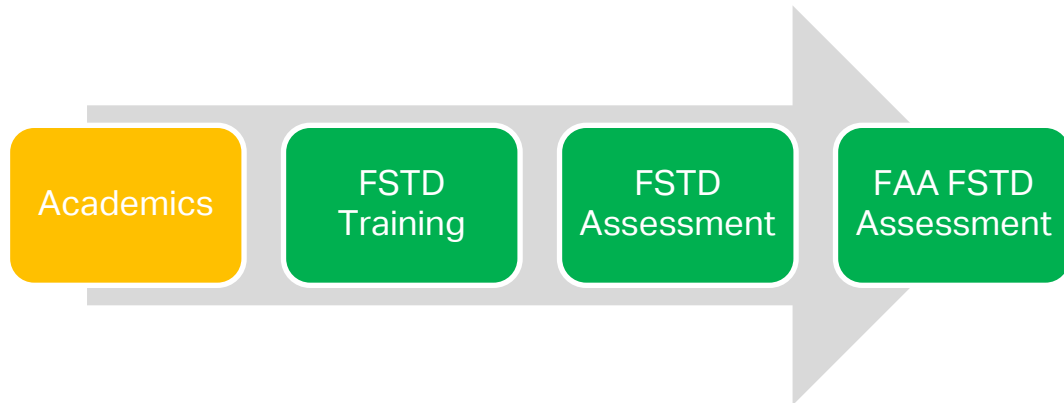 Academics
FSTD
Training
FSTD
Assessment
FAA FSTD
Assessment